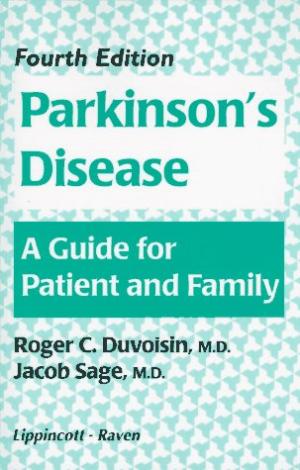 Fourth Edition
Parkinson's
Disease
A Guide for
Patient and Family
Roger C. Duvoisin, M.D.
Jacob Sage, M.D.
Lippincott - Raven